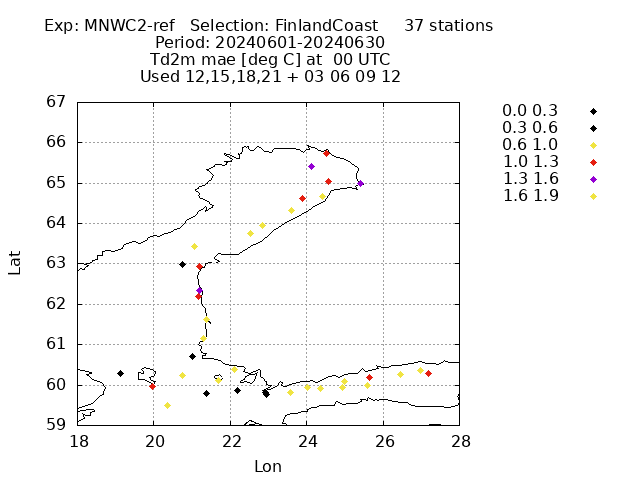 Exp: MNWC2-ref   Selection: FinlandCoast     37 stations
Period: 20240601-20240630
Td2m mae [deg C] at  00 UTC
Used 12,15,18,21 + 03 06 09 12
67
66
65
64
63
62
61
60
59
18 20 22 24 26 28
Lat
Lon
0.0 0.3
0.3 0.6
0.6 1.0
1.0 1.3
1.3 1.6
1.6 1.9